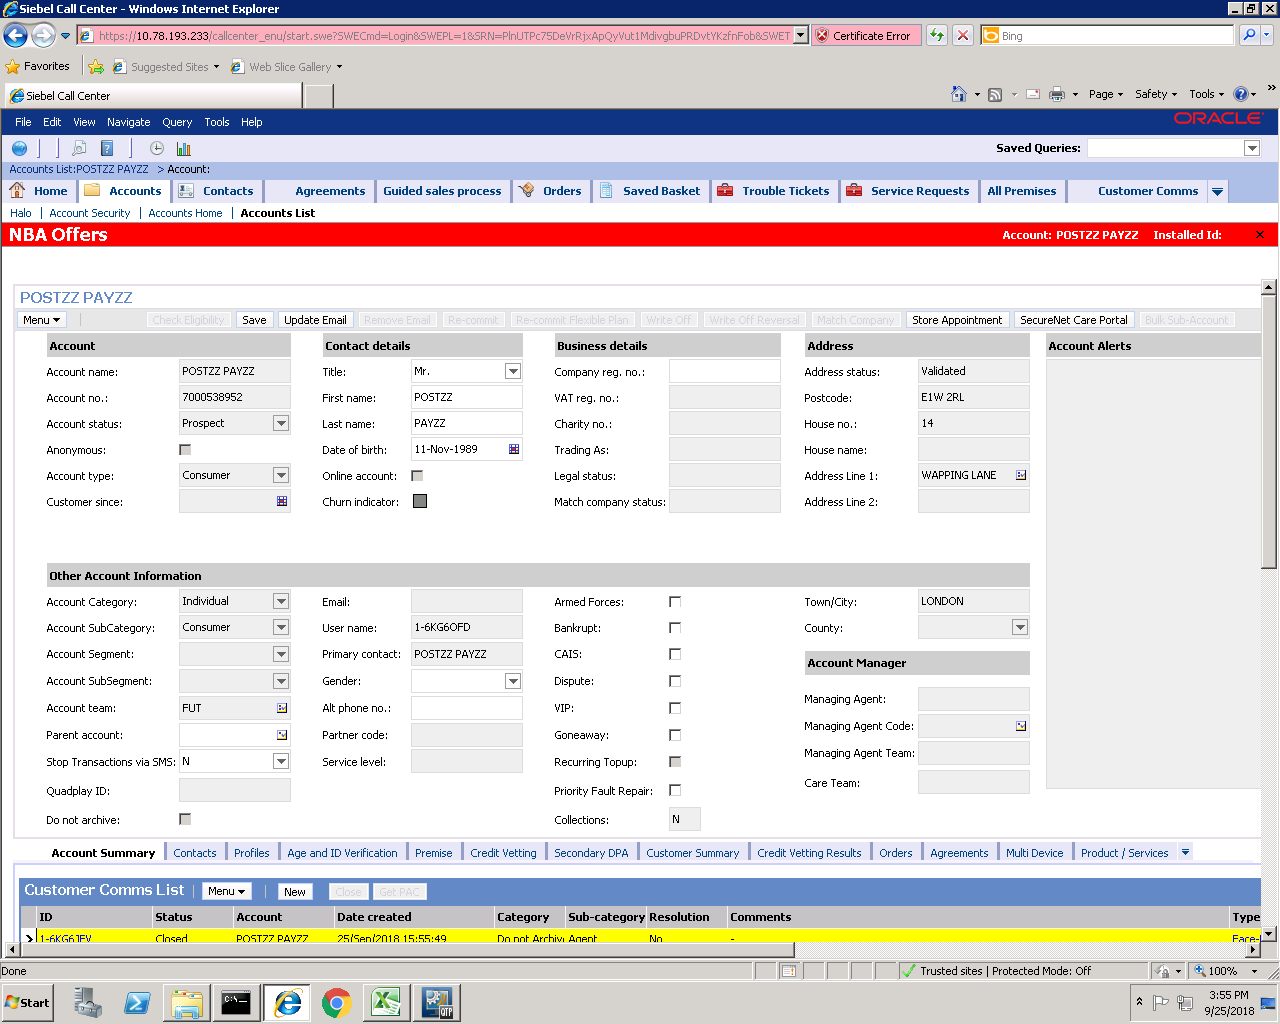 Siebel Call Center - Windows Internet Explorer
https://10.78.193.233/callcenter_enu/start.swe?SWECmd=Login&SWEPL=1&SRN=PlnUTPc75DeVrRjxApQyVut1MdivgbuPRDvtYKzfnFob&SWET
Certificate Error
Bing
Favorites
Suggested Sites
Web Slice Gallery
Siebel Call Center
Page
Safety
Tools
»
File Edit View Navigate Query Tools Help
ORACLE
Saved Queries:
Accounts List:POSTZZ PAYZZ > Account:
Home Accounts Contacts Agreements Guided sales process Orders Saved Basket Trouble Tickets Service Requests All Premises Customer Comms
Halo | Account Security | Accounts Home | Accounts List
NBA Offers
Account: POSTZZ PAYZZ Installed Id:
POSTZZ PAYZZ
Menu Check Eligibility Save Update Email Remove Email Re-commit Re-commit Flexible Plan Write Off Write Off Reversal Match Company Store Appointment SecureNet Care Portal Bulk Sub-Account
Account Contact details Business details Address Account Alerts
Account name: POSTZZ PAYZZ Title: Mr. Company reg. no.: Address status: Validated
Account no.: 7000538952 First name: POSTZZ VAT reg. no.: Postcode: E1W 2RL
Account status: Prospect Last name: PAYZZ Charity no.: House no.: 14
Anonymous: Date of birth: 11-Nov-1989 Trading As: House name:
Account type: Consumer Online account: Legal status: Address Line 1: WAPPING LANE
Customer since: Churn indicator: Match company status: Address Line 2:
Other Account Information
Account Category: Individual Email: Armed Forces: Town/City: LONDON
Account SubCategory: Consumer User name: 1-6KG6OFD Bankrupt: County:
Account Segment: Primary contact: POSTZZ PAYZZ CAIS: Account Manager
Account SubSegment: Gender: Dispute:
Account team: FUT Alt phone no.: VIP: Managing Agent:
Parent account: Partner code: Goneaway: Managing Agent Code:
Stop Transactions via SMS: N Service level: Recurring Topup: Managing Agent Team:
Quadplay ID: Priority Fault Repair: Care Team:
Do not archive: Collections: N
Account Summary Contacts Profiles Age and ID Verification Premise Credit Vetting Secondary DPA Customer Summary Credit Vetting Results Orders Agreements Multi Device Product / Services
Customer Comms List Menu New Close Get PAC
ID Status Account Date created Category Sub-category Resolution Comments Type
1-6KG6JEV Closed POSTZZ PAYZZ 25/Sep/2018 15:55:49 Do not Archiv Agent No - Face-
Done
Trusted sites | Protected Mode: Off
100%
Start
QTP
3:55 PM
9/25/2018